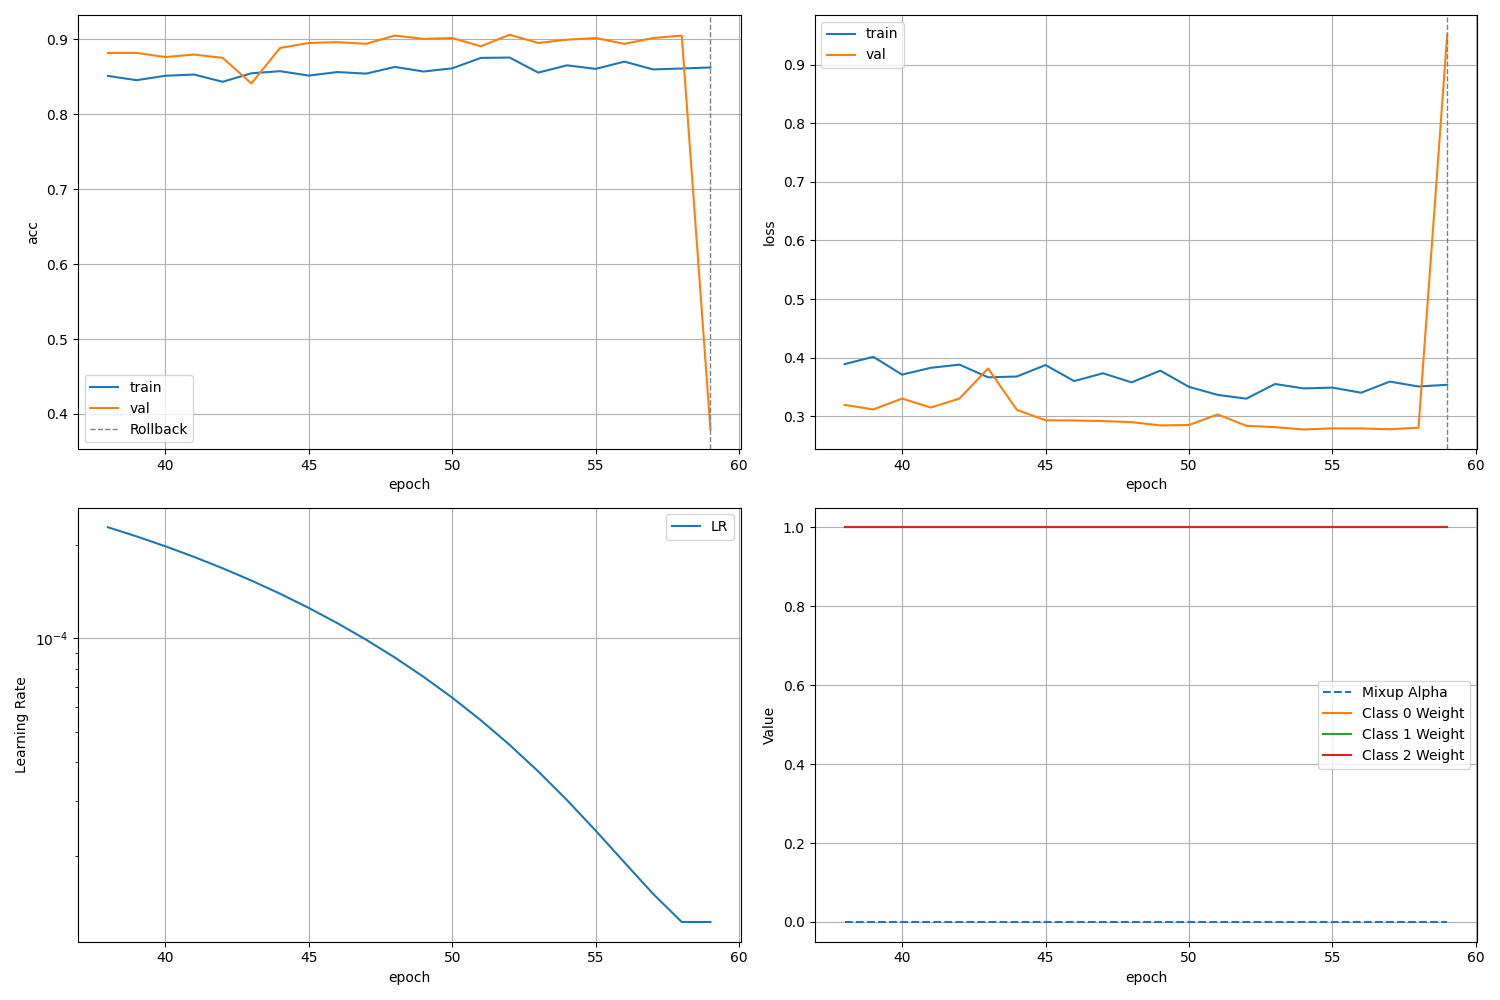 acc
0.9
0.8
0.7
0.6
0.5
0.4
train
val
Rollback
40 45 50 55 60
epoch
loss
0.9
0.8
0.7
0.6
0.5
0.4
0.3
train
val
40 45 50 55 60
epoch
Learning Rate
10⁻⁴
LR
40 45 50 55 60
epoch
Value
1.0
0.8
0.6
0.4
0.2
0.0
Mixup Alpha
Class 0 Weight
Class 1 Weight
Class 2 Weight
40 45 50 55 60
epoch